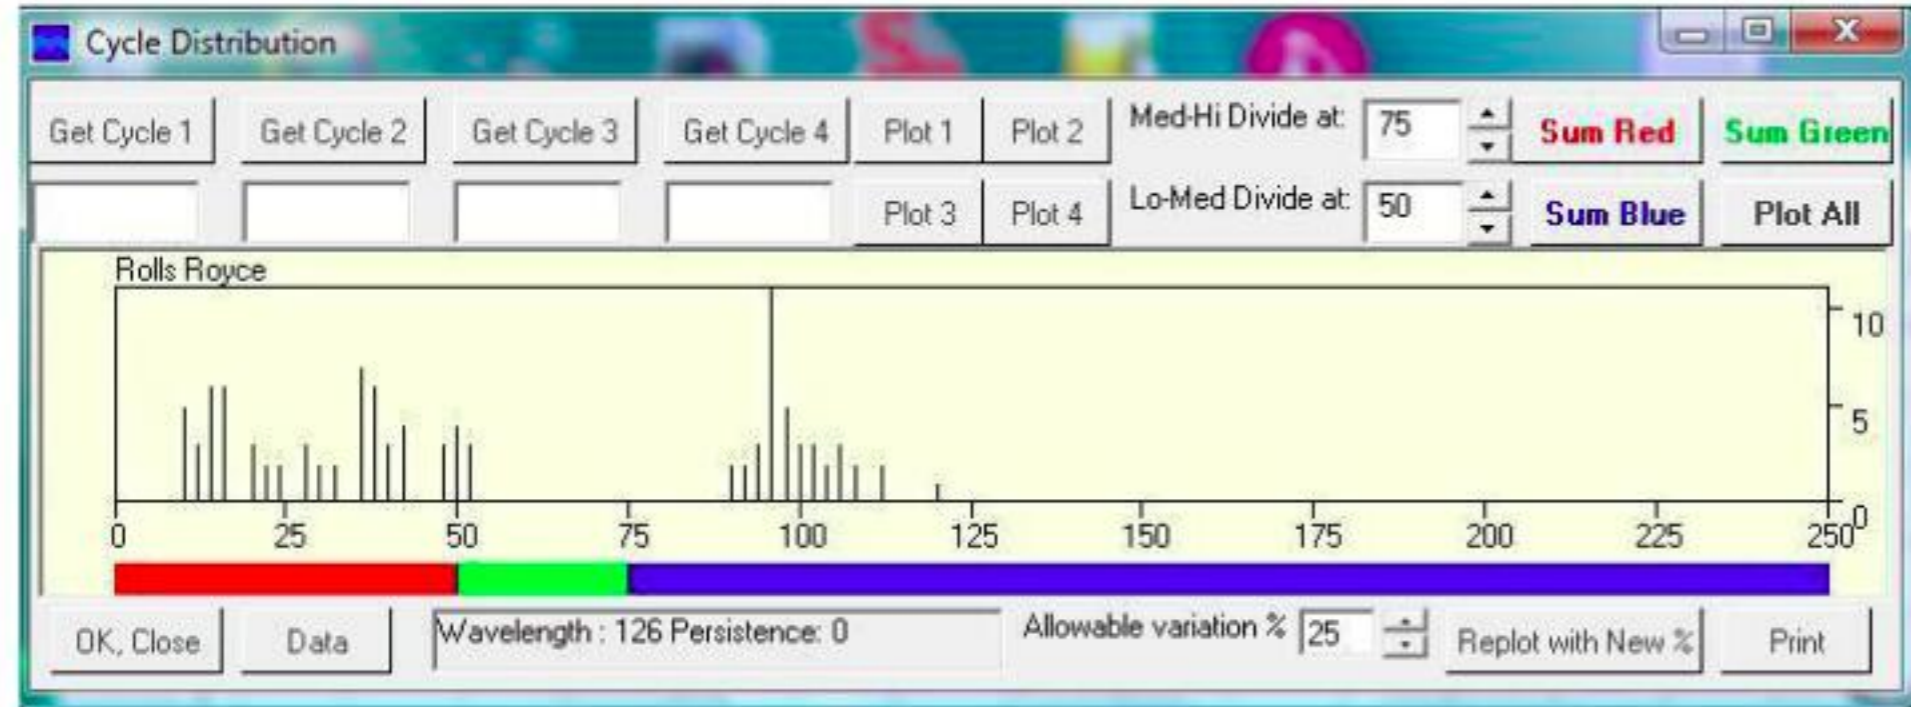 Cycle Distribution
Get Cycle 1 Get Cycle 2 Get Cycle 3 Get Cycle 4 Plot 1 Plot 2 Med-Hi Divide at: 75 Sum Red Sum Green
Plot 3 Plot 4 Lo-Med Divide at: 50 Sum Blue Plot All
Rolls Royce
10
5
0
0 25 50 75 100 125 150 175 200 225 250
OK, Close Data Wavelength : 126 Persistence: 0 Allowable variation % 25 Replot with New % Print